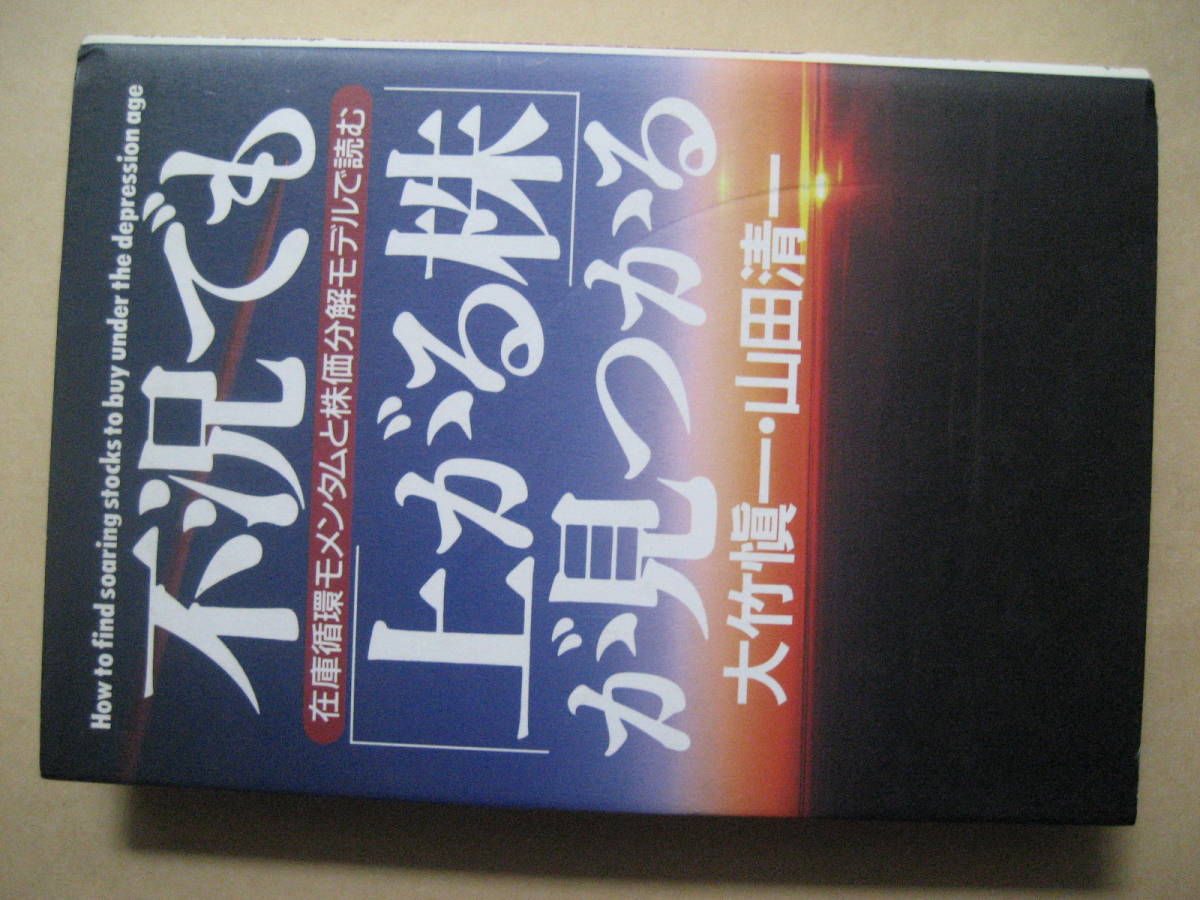 How to find soaring stocks to buy under the depression age
不況でも
在庫循環モメンタムと株価分解モデルで読む
「上がる株」
が見つかる
大竹愼一・山田清一